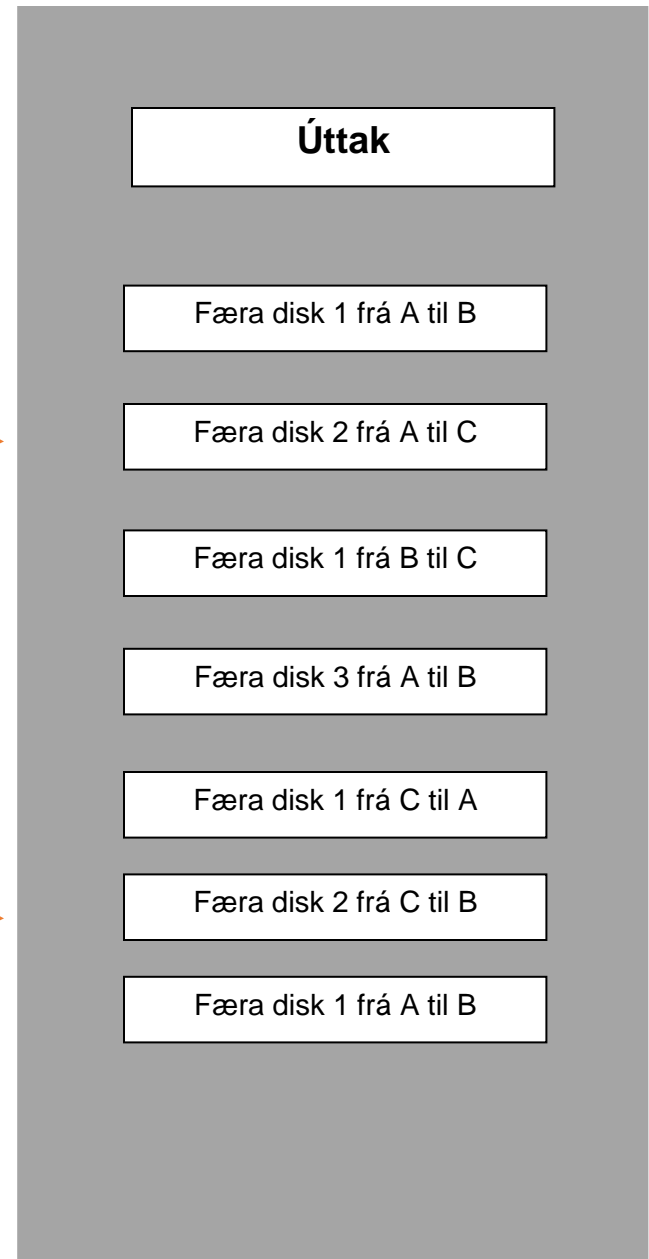 Úttak
Færa disk 1 frá A til B
Færa disk 2 frá A til C
Færa disk 1 frá B til C
Færa disk 3 frá A til B
Færa disk 1 frá C til A
Færa disk 2 frá C til B
Færa disk 1 frá A til B